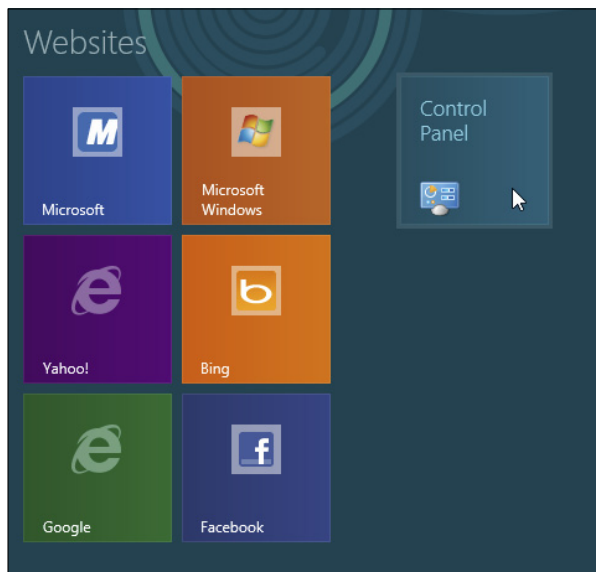 Websites
Microsoft
Microsoft
Windows
Control
Panel
Yahoo!
Bing
Google
Facebook